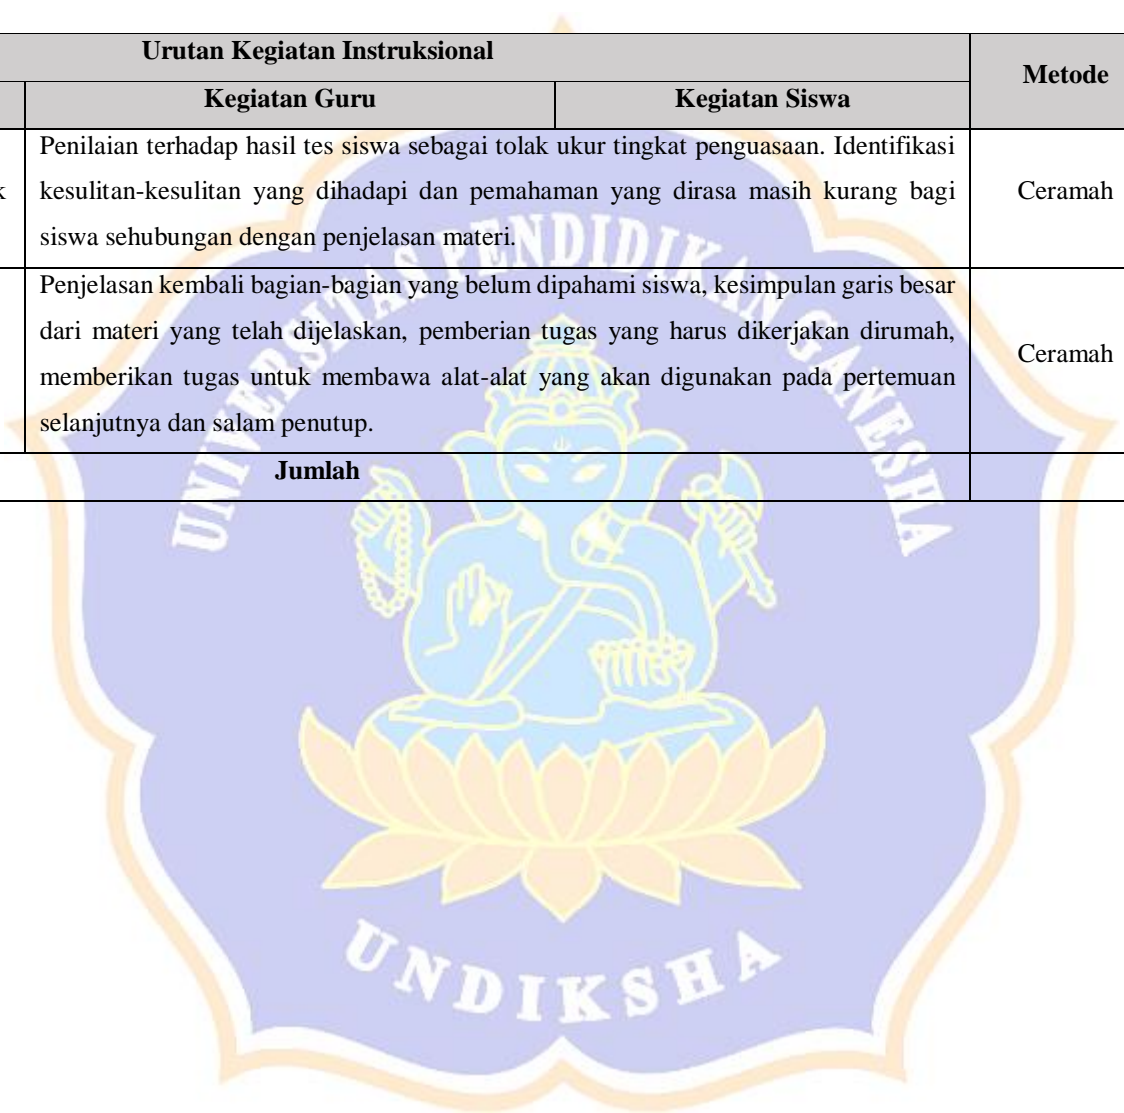 Urutan Kegiatan Instruksional
Metode
Kegiatan Guru
Kegiatan Siswa
Penilaian terhadap hasil tes siswa sebagai tolak ukur tingkat penguasaan. Identifikasi
k kesulitan-kesulitan yang dihadapi dan pemahaman yang dirasa masih kurang bagi
siswa sehubungan dengan penjelasan materi.
Ceramah
Penjelasan kembali bagian-bagian yang belum dipahami siswa, kesimpulan garis besar
dari materi yang telah dijelaskan, pemberian tugas yang harus dikerjakan dirumah,
memberikan tugas untuk membawa alat-alat yang akan digunakan pada pertemuan
selanjutnya dan salam penutup.
Ceramah
Jumlah
UNIVERSITAS PENDIDIKAN GANESHA
UNDIKSHA